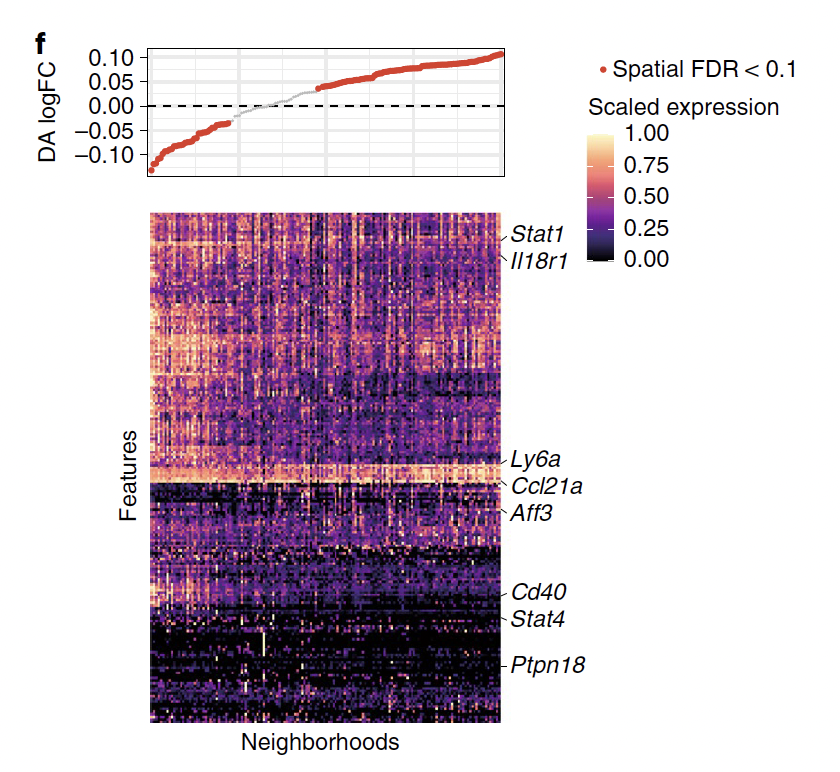 f
DA logFC
0.10
0.05
0.00
−0.05
−0.10
Spatial FDR < 0.1
Scaled expression
1.00
0.75
0.50
0.25
0.00
Features
Stat1
Il18r1
Ly6a
Ccl21a
Aff3
Cd40
Stat4
Ptpn18
Neighborhoods